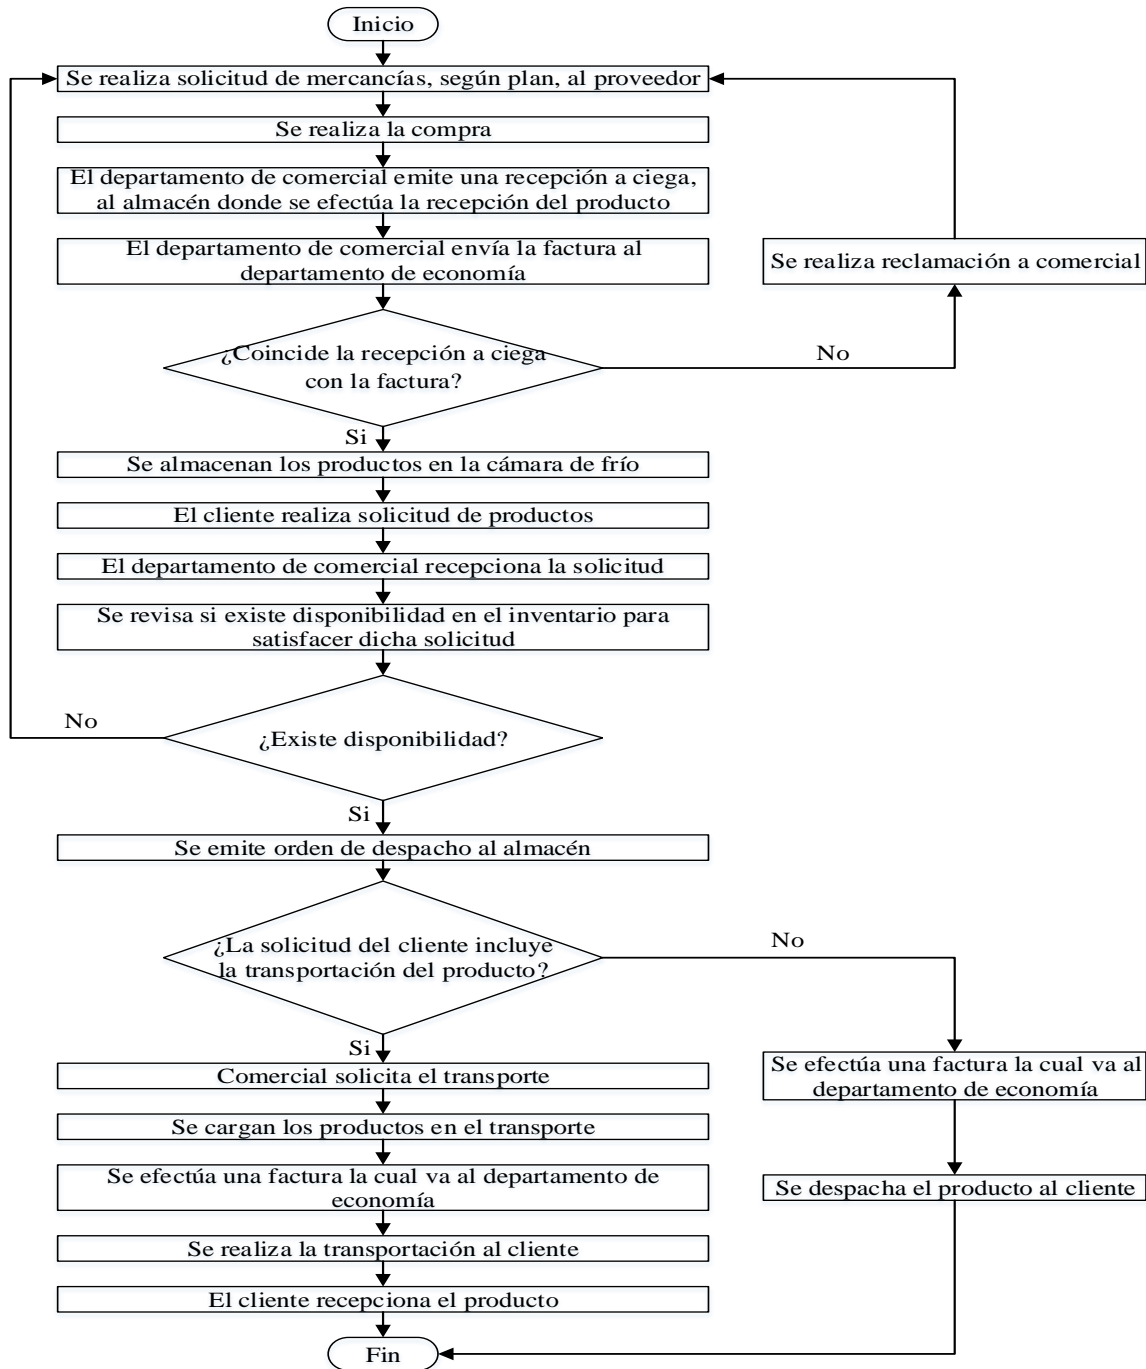 Inicio
Se realiza solicitud de mercancías, según plan, al proveedor
Se realiza la compra
El departamento de comercial emite una recepción a ciega,
al almacén donde se efectúa la recepción del producto
El departamento de comercial envía la factura al
departamento de economía
Se realiza reclamación a comercial
¿Coincide la recepción a ciega
con la factura?
No
Si
Se almacenan los productos en la cámara de frío
El cliente realiza solicitud de productos
El departamento de comercial recepciona la solicitud
Se revisa si existe disponibilidad en el inventario para
satisfacer dicha solicitud
No
¿Existe disponibilidad?
Si
Se emite orden de despacho al almacén
¿La solicitud del cliente incluye
la transportación del producto?
No
Si
Comercial solicita el transporte
Se cargan los productos en el transporte
Se efectúa una factura la cual va al departamento de
economía
Se realiza la transportación al cliente
El cliente recepciona el producto
Se efectúa una factura la cual va al
departamento de economía
Se despacha el producto al cliente
Fin